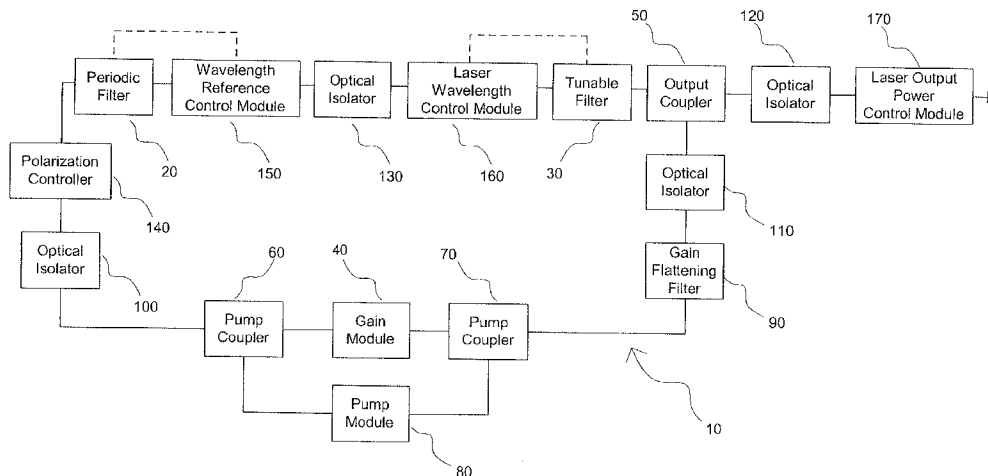 50
120
170
Periodic
Filter
Wavelength
Reference
Control Module
Optical
Isolator
Laser
Wavelength
Control Module
Tunable
Filter
Output
Coupler
Optical
Isolator
Laser Output
Power
Control Module
20
150
130
160
30
Polarization
Controller
140
Optical
Isolator
110
Optical
Isolator
100
60
40
70
Gain
Flattening
Filter
90
Pump
Coupler
Gain
Module
Pump
Coupler
Pump
Module
80
10